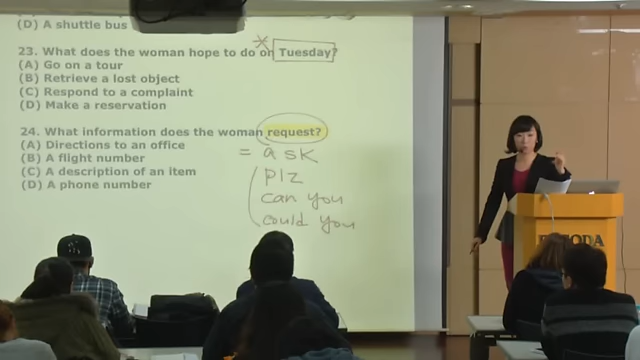 (D) A shuttle bus
23. What does the woman hope to do on Tuesday?
(A) Go on a tour
(B) Retrieve a lost object
(C) Respond to a complaint
(D) Make a reservation
24. What information does the woman request?
(A) Directions to an office
(B) A flight number
(C) A description of an item
(D) A phone number
= ask
plz
can you
could you